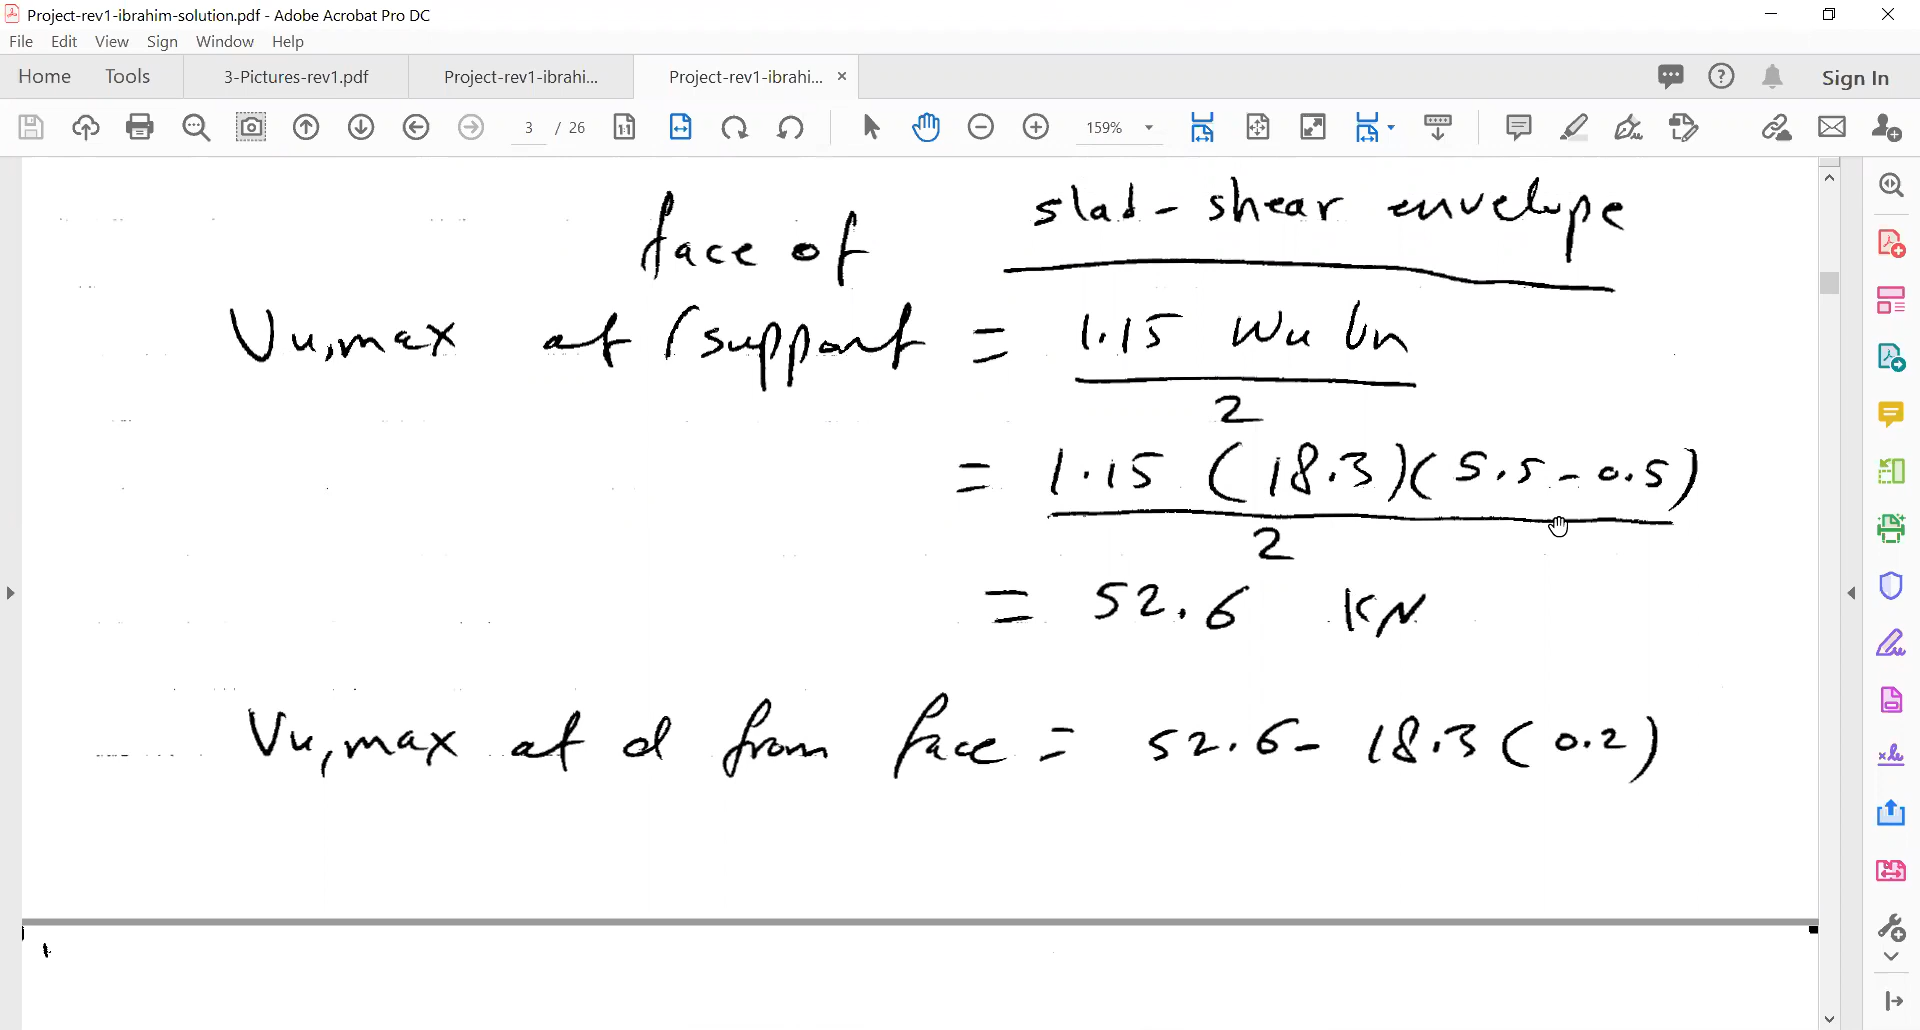 Project-rev1-ibrahim-solution.pdf - Adobe Acrobat Pro DC
File Edit View Sign Window Help
Home Tools 3-Pictures-rev1.pdf Project-rev1-ibrahi... Project-rev1-ibrahi... × Sign In
3 / 26 159%
slab - shear envelope
face of
Vu,max at (support = 1.15 Wu ln
2
= 1.15 (18.3)(5.5-0.5)
2
= 52.6 KN
Vu,max at d from face = 52.6 - 18.3 (0.2)